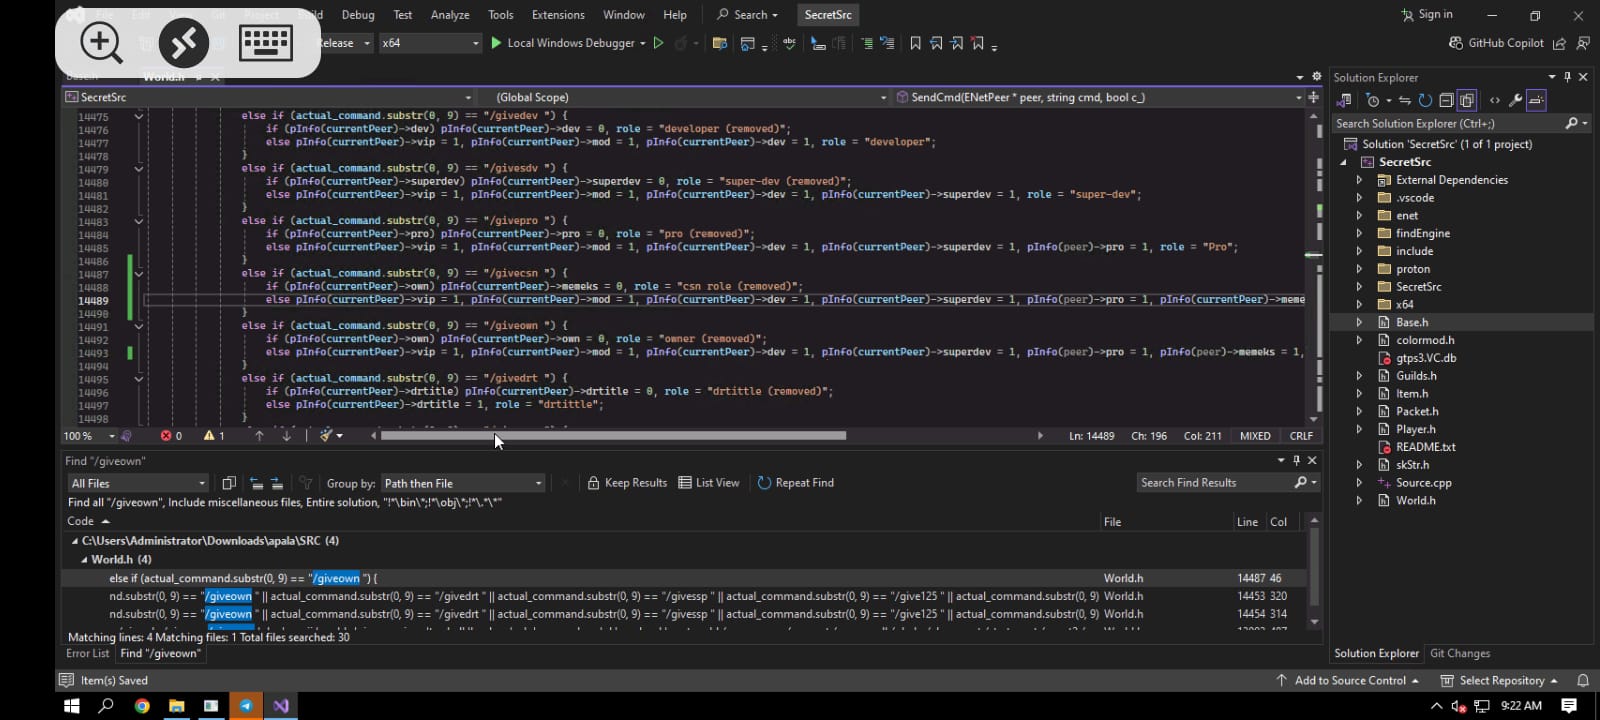 Debug Test Analyze Tools Extensions Window Help Search SecretSrc Sign in
Release x64 Local Windows Debugger GitHub Copilot
World.h
SecretSrc (Global Scope) SendCmd(ENetPeer * peer, string cmd, bool c_)
14475 else if (actual_command.substr(0, 9) == "/givedev ") {
14476 if (pInfo(currentPeer)->dev) pInfo(currentPeer)->dev = 0, role = "developer (removed)";
14477 else pInfo(currentPeer)->vip = 1, pInfo(currentPeer)->mod = 1, pInfo(currentPeer)->dev = 1, role = "developer";
14478 }
14479 else if (actual_command.substr(0, 9) == "/givesdv ") {
14480 if (pInfo(currentPeer)->superdev) pInfo(currentPeer)->superdev = 0, role = "super-dev (removed)";
14481 else pInfo(currentPeer)->vip = 1, pInfo(currentPeer)->mod = 1, pInfo(currentPeer)->dev = 1, pInfo(currentPeer)->superdev = 1, role = "super-dev";
14482 }
14483 else if (actual_command.substr(0, 9) == "/givepro ") {
14484 if (pInfo(currentPeer)->pro) pInfo(currentPeer)->pro = 0, role = "pro (removed)";
14485 else pInfo(currentPeer)->vip = 1, pInfo(currentPeer)->mod = 1, pInfo(currentPeer)->dev = 1, pInfo(currentPeer)->superdev = 1, pInfo(peer)->pro = 1, role = "Pro";
14486 }
14487 else if (actual_command.substr(0, 9) == "/givecsn ") {
14488 if (pInfo(currentPeer)->own) pInfo(currentPeer)->memeks = 0, role = "csn role (removed)";
14489 else pInfo(currentPeer)->vip = 1, pInfo(currentPeer)->mod = 1, pInfo(currentPeer)->dev = 1, pInfo(currentPeer)->superdev = 1, pInfo(peer)->pro = 1, pInfo(currentPeer)->meme
14490 }
14491 else if (actual_command.substr(0, 9) == "/giveown ") {
14492 if (pInfo(currentPeer)->own) pInfo(currentPeer)->own = 0, role = "owner (removed)";
14493 else pInfo(currentPeer)->vip = 1, pInfo(currentPeer)->mod = 1, pInfo(currentPeer)->dev = 1, pInfo(currentPeer)->superdev = 1, pInfo(peer)->pro = 1, pInfo(peer)->memeks = 1,
14494 }
14495 else if (actual_command.substr(0, 9) == "/givedrt ") {
14496 if (pInfo(currentPeer)->drtitle) pInfo(currentPeer)->drtitle = 0, role = "drtittle (removed)";
14497 else pInfo(currentPeer)->drtitle = 1, role = "drtittle";
14498 }
100 % 0 1 Ln: 14489 Ch: 196 Col: 211 MIXED CRLF
Find "/giveown"
All Files Group by: Path then File Keep Results List View Repeat Find Search Find Results
Find all "/giveown", Include miscellaneous files, Entire solution, "!*\bin\*;!*\obj\*;!*\.*\*"
Code File Line Col
C:\Users\Administrator\Downloads\apala\SRC (4)
World.h (4)
else if (actual_command.substr(0, 9) == "/giveown ") { World.h 14487 46
nd.substr(0, 9) == "/giveown " || actual_command.substr(0, 9) == "/givedrt " || actual_command.substr(0, 9) == "/givessp " || actual_command.substr(0, 9) == "/give125 " || actual_command.substr(0, 9) World.h 14453 320
nd.substr(0, 9) == "/giveown " || actual_command.substr(0, 9) == "/givedrt " || actual_command.substr(0, 9) == "/givessp " || actual_command.substr(0, 9) == "/give125 " || actual_command.substr(0, 9) World.h 14454 314
Matching lines: 4 Matching files: 1 Total files searched: 30
Error List Find "/giveown"
Solution Explorer
Search Solution Explorer (Ctrl+;)
Solution 'SecretSrc' (1 of 1 project)
SecretSrc
External Dependencies
.vscode
enet
findEngine
include
proton
SecretSrc
x64
Base.h
colormod.h
gtps3.VC.db
Guilds.h
Item.h
Packet.h
Player.h
README.txt
skStr.h
Source.cpp
World.h
Solution Explorer Git Changes
Item(s) Saved Add to Source Control Select Repository
9:22 AM